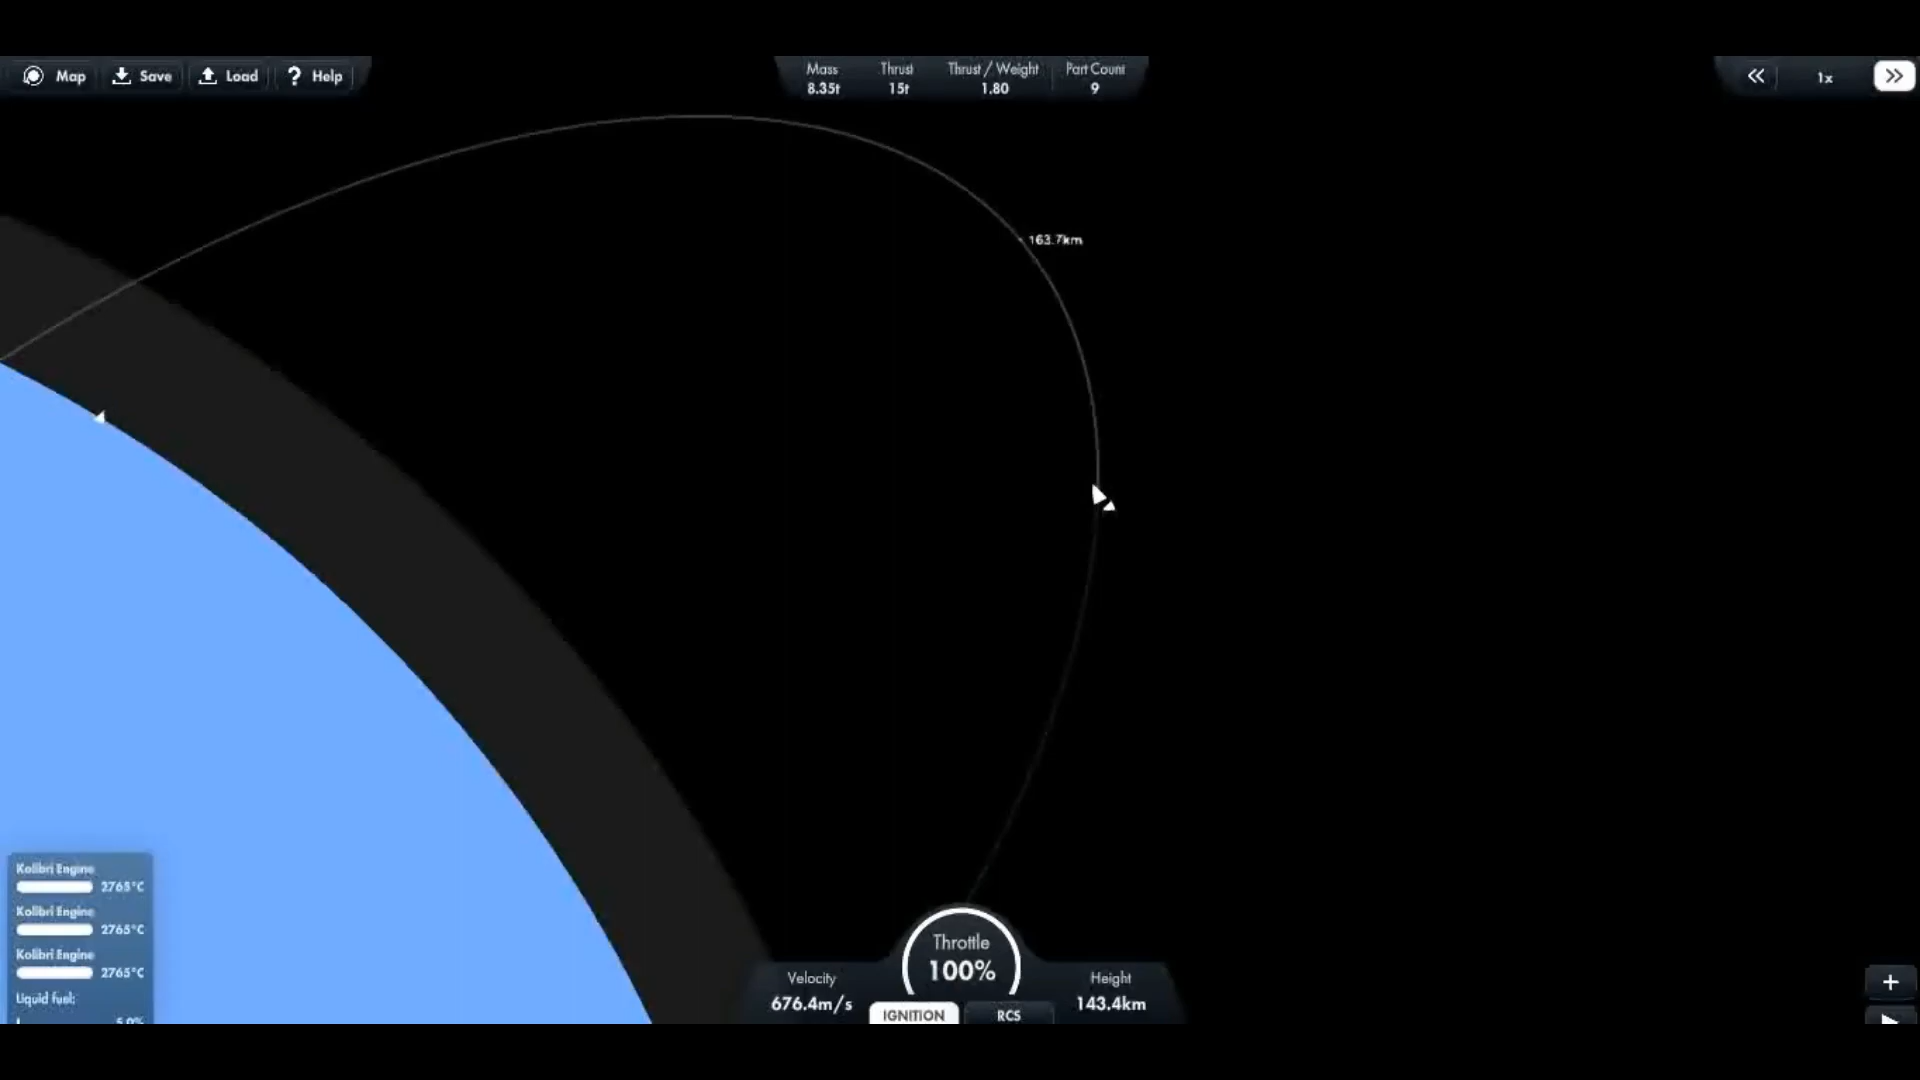 Map Save Load ? Help
Mass Thrust Thrust / Weight Part Count
8.35t 15t 1.80 9
1x
163.7km
Kolibri Engine
2765°C
Kolibri Engine
2765°C
Kolibri Engine
2765°C
Liquid fuel:
5.0%
Throttle
100%
Velocity
676.4m/s
Height
143.4km
IGNITION RCS